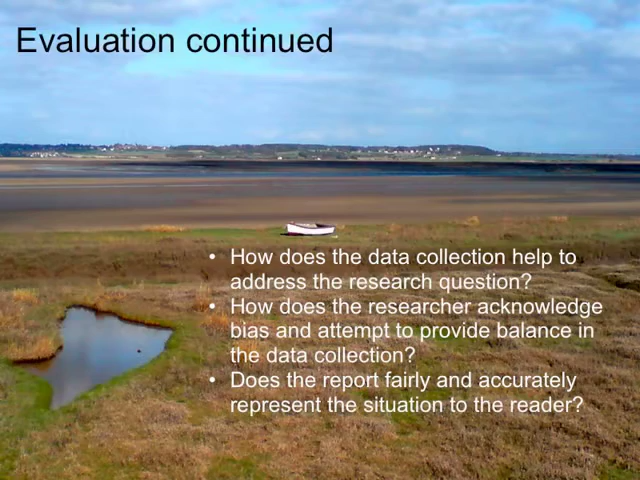 Evaluation continued
• How does the data collection help to
address the research question?
• How does the researcher acknowledge
bias and attempt to provide balance in
the data collection?
• Does the report fairly and accurately
represent the situation to the reader?